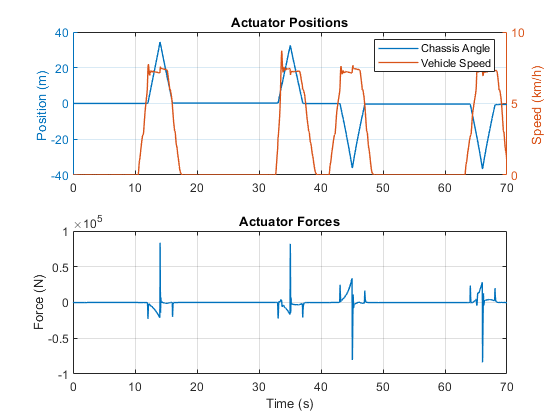 Actuator Positions
40
20
0
-20
-40
Position (m)
10
5
0
Speed (km/h)
Chassis Angle
Vehicle Speed
0 10 20 30 40 50 60 70
Actuator Forces
×10^5
1
0.5
0
-0.5
-1
Force (N)
0 10 20 30 40 50 60 70
Time (s)